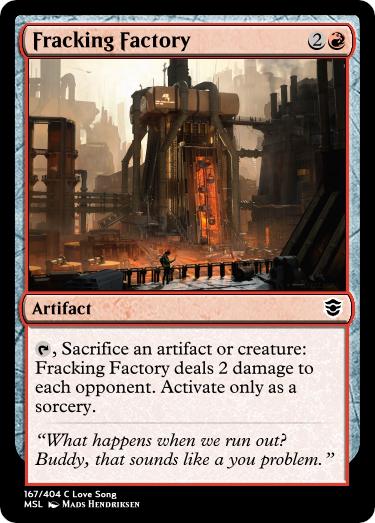 Fracking Factory 2
Artifact
, Sacrifice an artifact or creature:
Fracking Factory deals 2 damage to
each opponent. Activate only as a
sorcery.
“What happens when we run out?
Buddy, that sounds like a you problem.”
167/404 C Love Song
MSL Mads Hendriksen